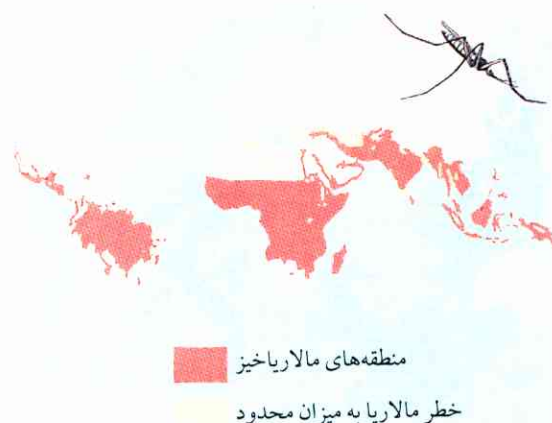 منطقه‌های مالاریاخیز
خطر مالاریا به میزان محدود